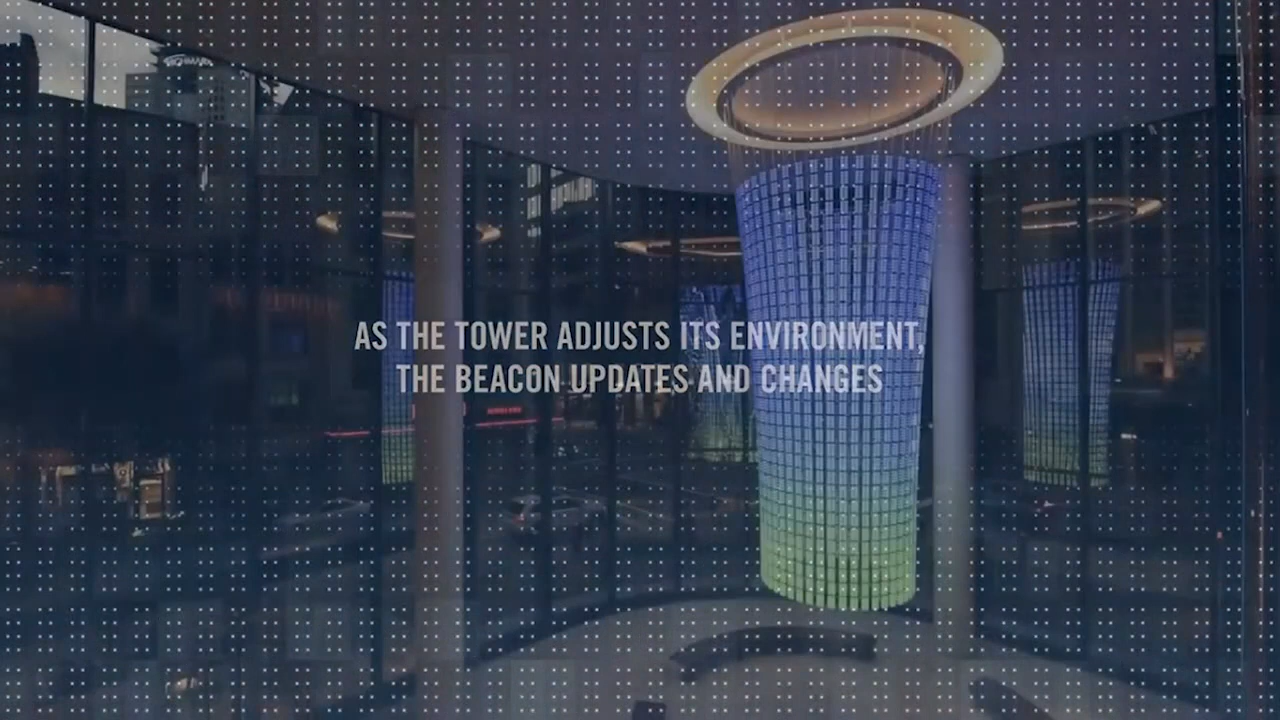 AS THE TOWER ADJUSTS ITS ENVIRONMENT,
THE BEACON UPDATES AND CHANGES